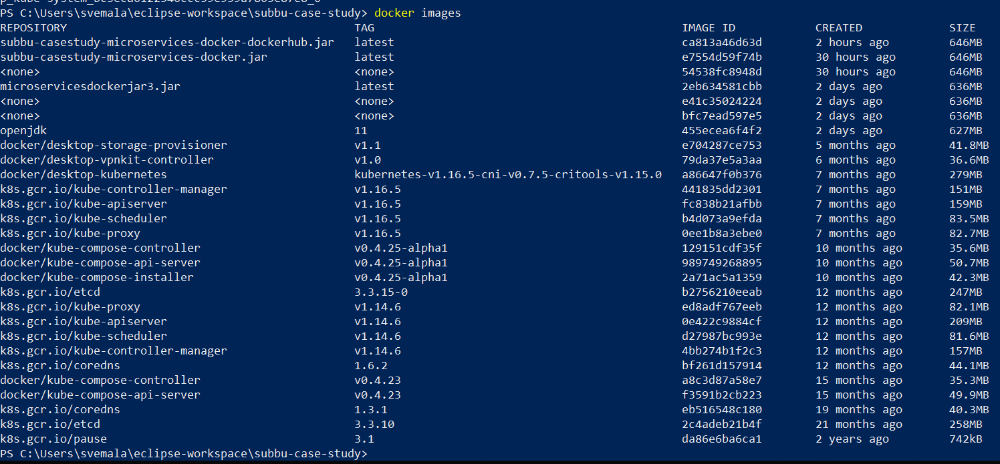 PS C:\Users\svemala\eclipse-workspace\subbu-case-study> docker images
REPOSITORY TAG IMAGE ID CREATED SIZE
subbu-casestudy-microservices-docker-dockerhub.jar latest ca813a46d63d 2 hours ago 646MB
subbu-casestudy-microservices-docker.jar latest e7554d59f74b 30 hours ago 646MB
<none> <none> 54538fc8948d 30 hours ago 646MB
microservicesdockerjar3.jar latest 2eb634581cbb 2 days ago 636MB
<none> <none> e41c35024224 2 days ago 636MB
<none> <none> bfc7ead597e5 2 days ago 636MB
openjdk 11 455ecea6f4f2 2 days ago 627MB
docker/desktop-storage-provisioner v1.1 e704287ce753 5 months ago 41.8MB
docker/desktop-vpnkit-controller v1.0 79da37e5a3aa 6 months ago 36.6MB
docker/desktop-kubernetes kubernetes-v1.16.5-cni-v0.7.5-critools-v1.15.0 a86647f0b376 7 months ago 279MB
k8s.gcr.io/kube-controller-manager v1.16.5 441835dd2301 7 months ago 151MB
k8s.gcr.io/kube-apiserver v1.16.5 fc838b21afbb 7 months ago 159MB
k8s.gcr.io/kube-scheduler v1.16.5 b4d073a9efda 7 months ago 83.5MB
k8s.gcr.io/kube-proxy v1.16.5 0ee1b8a3ebe0 7 months ago 82.7MB
docker/kube-compose-controller v0.4.25-alpha1 129151cdf35f 10 months ago 35.6MB
docker/kube-compose-api-server v0.4.25-alpha1 989749268895 10 months ago 50.7MB
docker/kube-compose-installer v0.4.25-alpha1 2a71ac5a1359 10 months ago 42.3MB
k8s.gcr.io/etcd 3.3.15-0 b2756210eeab 12 months ago 247MB
k8s.gcr.io/kube-proxy v1.14.6 ed8adf767eeb 12 months ago 82.1MB
k8s.gcr.io/kube-apiserver v1.14.6 0e422c9884cf 12 months ago 209MB
k8s.gcr.io/kube-scheduler v1.14.6 d27987bc993e 12 months ago 81.6MB
k8s.gcr.io/kube-controller-manager v1.14.6 4bb274b1f2c3 12 months ago 157MB
k8s.gcr.io/coredns 1.6.2 bf261d157914 12 months ago 44.1MB
docker/kube-compose-controller v0.4.23 a8c3d87a58e7 15 months ago 35.3MB
docker/kube-compose-api-server v0.4.23 f3591b2cb223 15 months ago 49.9MB
k8s.gcr.io/coredns 1.3.1 eb516548c180 19 months ago 40.3MB
k8s.gcr.io/etcd 3.3.10 2c4adeb21b4f 21 months ago 258MB
k8s.gcr.io/pause 3.1 da86e6ba6ca1 2 years ago 742kB
PS C:\Users\svemala\eclipse-workspace\subbu-case-study>